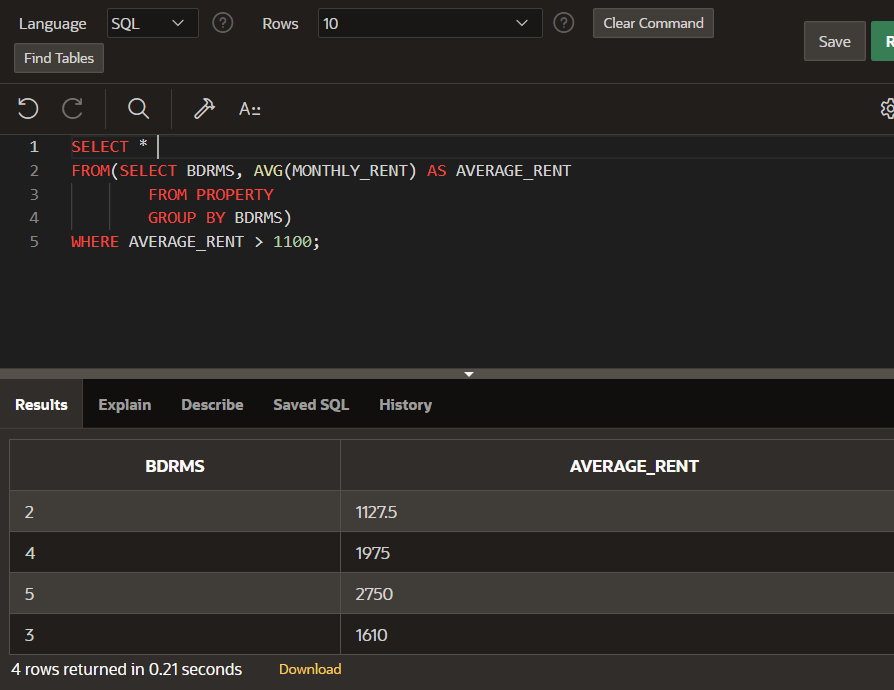 Language SQL ? Rows 10 ? Clear Command
Save R
Find Tables
A::
1 SELECT *
2 FROM(SELECT BDRMS, AVG(MONTHLY_RENT) AS AVERAGE_RENT
3 FROM PROPERTY
4 GROUP BY BDRMS)
5 WHERE AVERAGE_RENT > 1100;
Results Explain Describe Saved SQL History
BDRMS AVERAGE_RENT
2 1127.5
4 1975
5 2750
3 1610
4 rows returned in 0.21 seconds Download